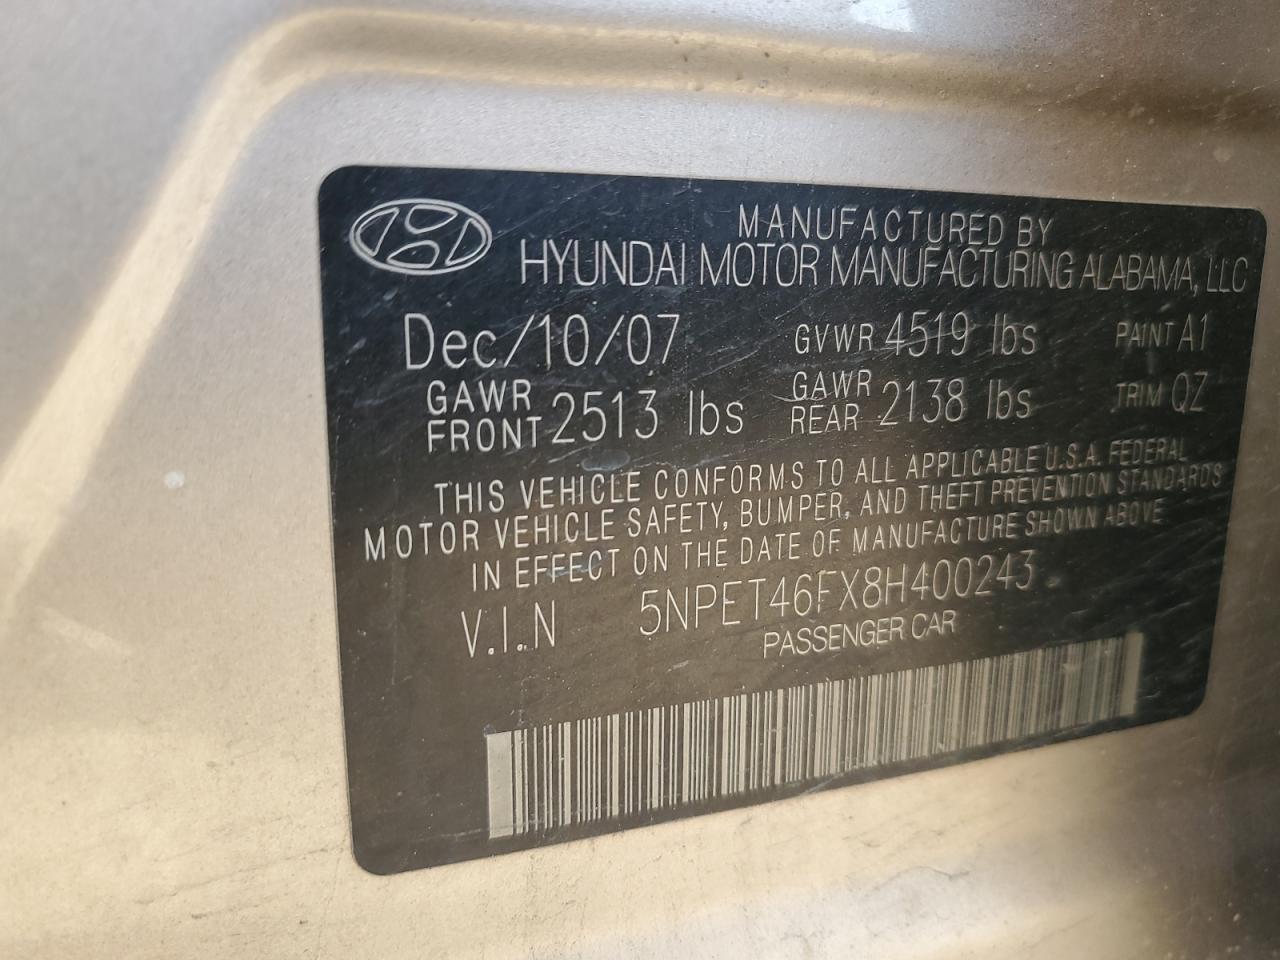 MANUFACTURED BY
HYUNDAI MOTOR MANUFACTURING ALABAMA, LLC
Dec/10/07 GVWR 4519 lbs PAINT A1
GAWR FRONT 2513 lbs GAWR REAR 2138 lbs TRIM QZ
THIS VEHICLE CONFORMS TO ALL APPLICABLE U.S.A. FEDERAL
MOTOR VEHICLE SAFETY, BUMPER, AND THEFT PREVENTION STANDARDS
IN EFFECT ON THE DATE OF MANUFACTURE SHOWN ABOVE
V.I..N 5NPET46FX8H400243
PASSENGER CAR